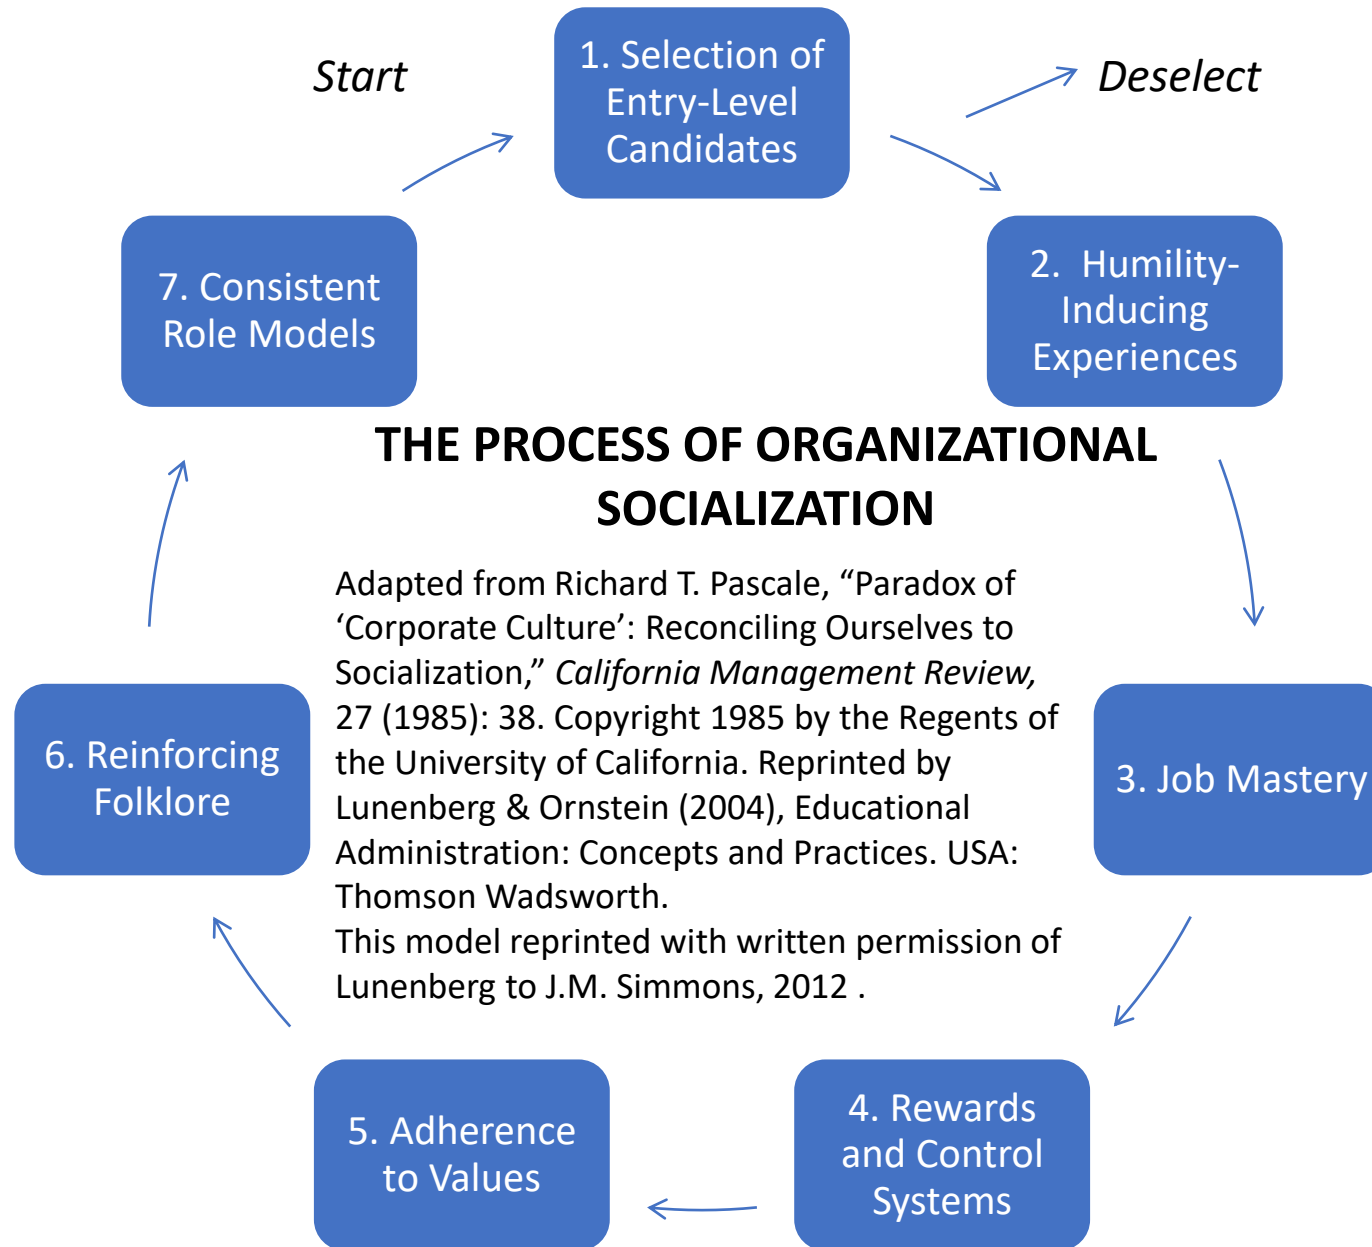 Start
1. Selection of
Entry-Level
Candidates
Deselect
2.  Humility-
Inducing
Experiences
3. Job Mastery
4. Rewards
and Control
Systems
5. Adherence
to Values
6. Reinforcing
Folklore
7. Consistent
Role Models
THE PROCESS OF ORGANIZATIONAL
SOCIALIZATION
Adapted from Richard T. Pascale, “Paradox of
‘Corporate Culture’: Reconciling Ourselves to
Socialization,” California Management Review,
27 (1985): 38. Copyright 1985 by the Regents of
the University of California. Reprinted by
Lunenberg & Ornstein (2004), Educational
Administration: Concepts and Practices. USA:
Thomson Wadsworth.
This model reprinted with written permission of
Lunenberg to J.M. Simmons, 2012 .